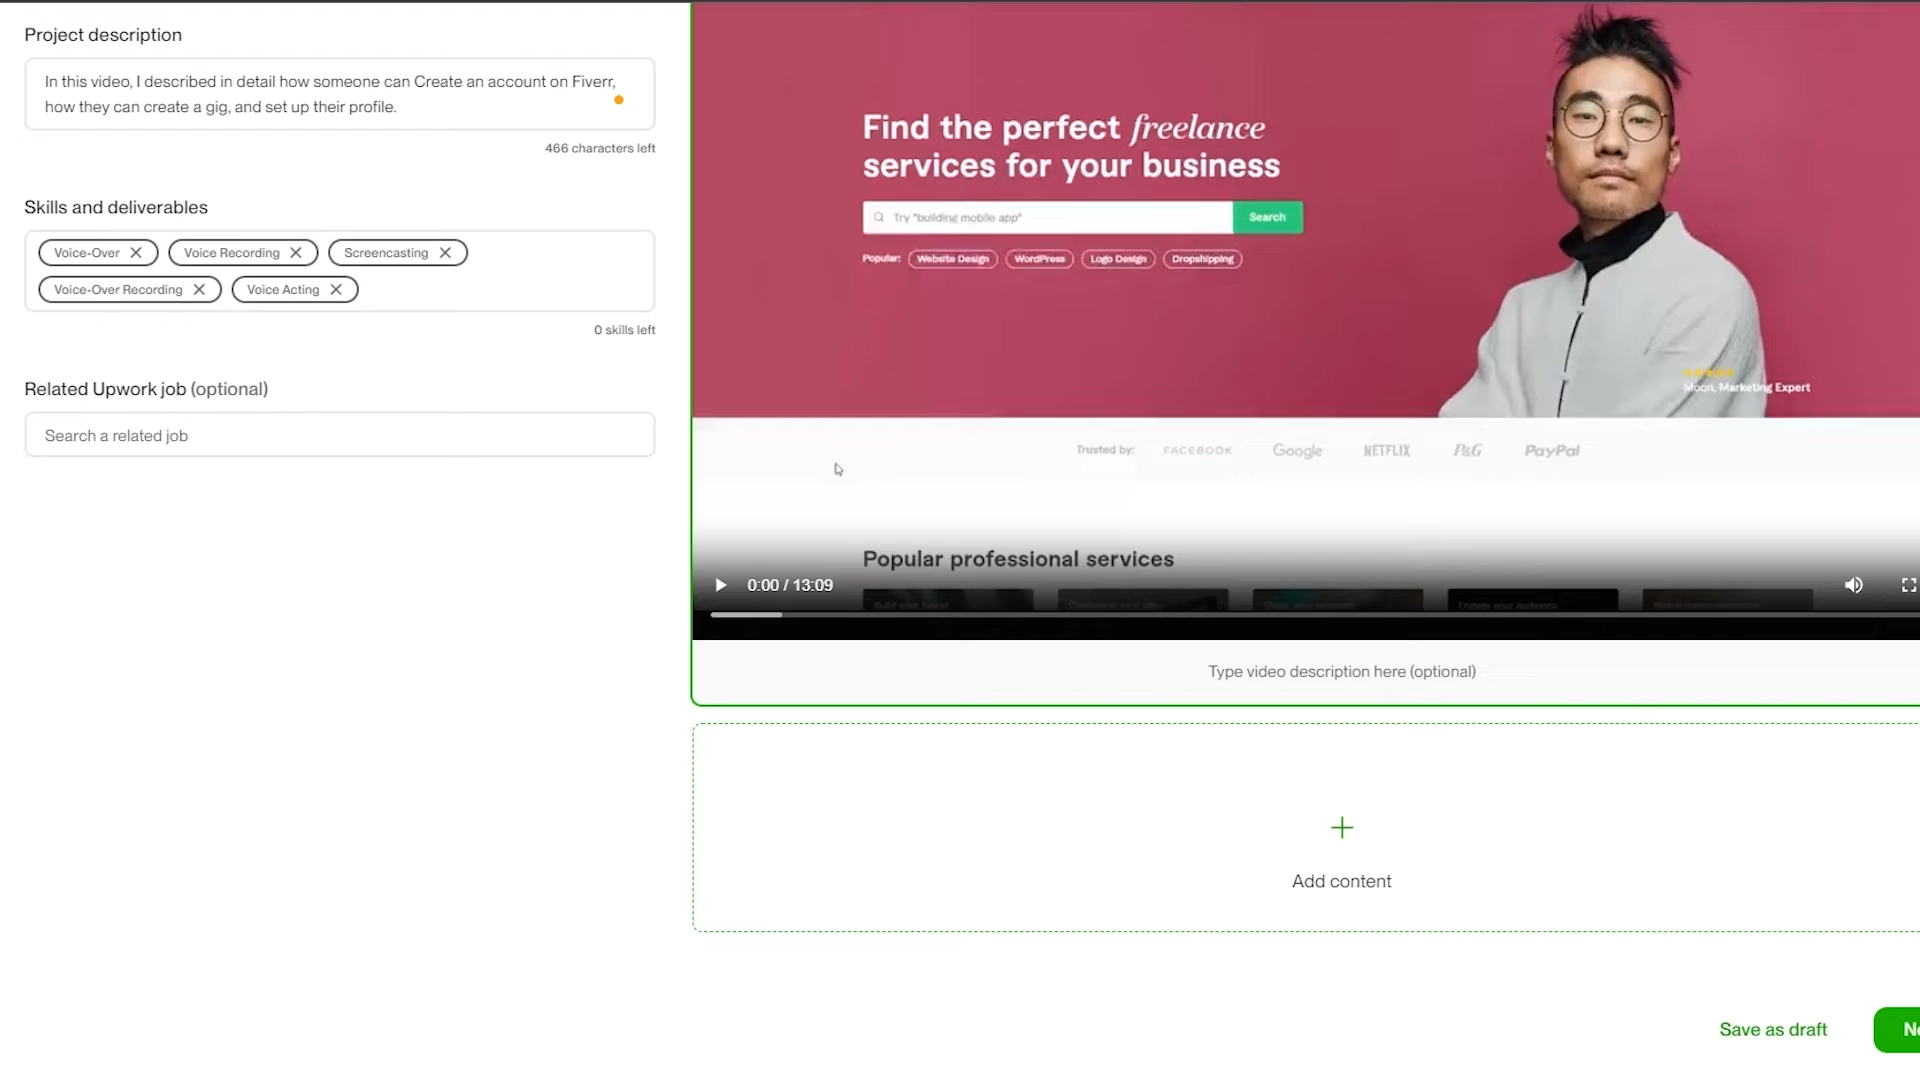 Project description
In this video, I described in detail how someone can Create an account on Fiverr,
how they can create a gig, and set up their profile.
466 characters left
Skills and deliverables
Voice-Over
Voice Recording
Screencasting
Voice-Over Recording
Voice Acting
0 skills left
Related Upwork job (optional)
Search a related job
Find the perfect freelance
services for your business
Try "building mobile app"
Search
Popular:
Website Design
WordPress
Logo Design
Dropshipping
Moon, Marketing Expert
Trusted by:
FACEBOOK
Google
NETFLIX
P&G
PayPal
Popular professional services
Build your brand
0:00 / 13:09
Type video description here (optional)
Add content
Save as draft